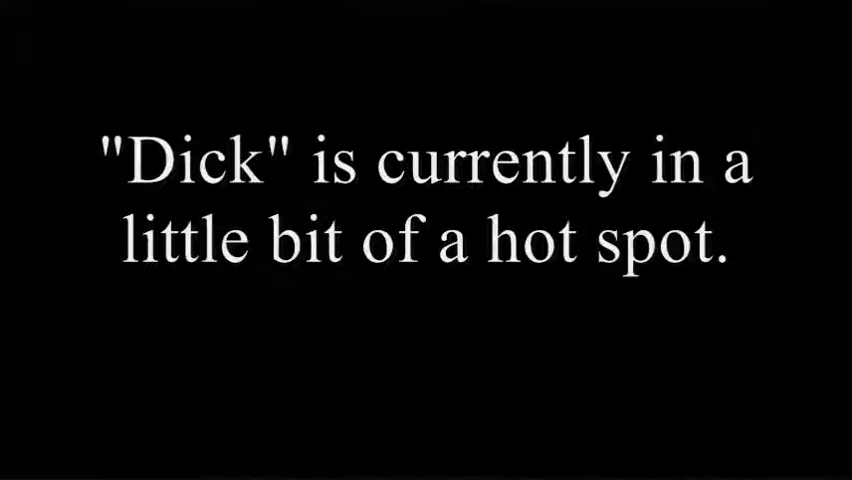 "Dick" is currently in a
little bit of a hot spot.